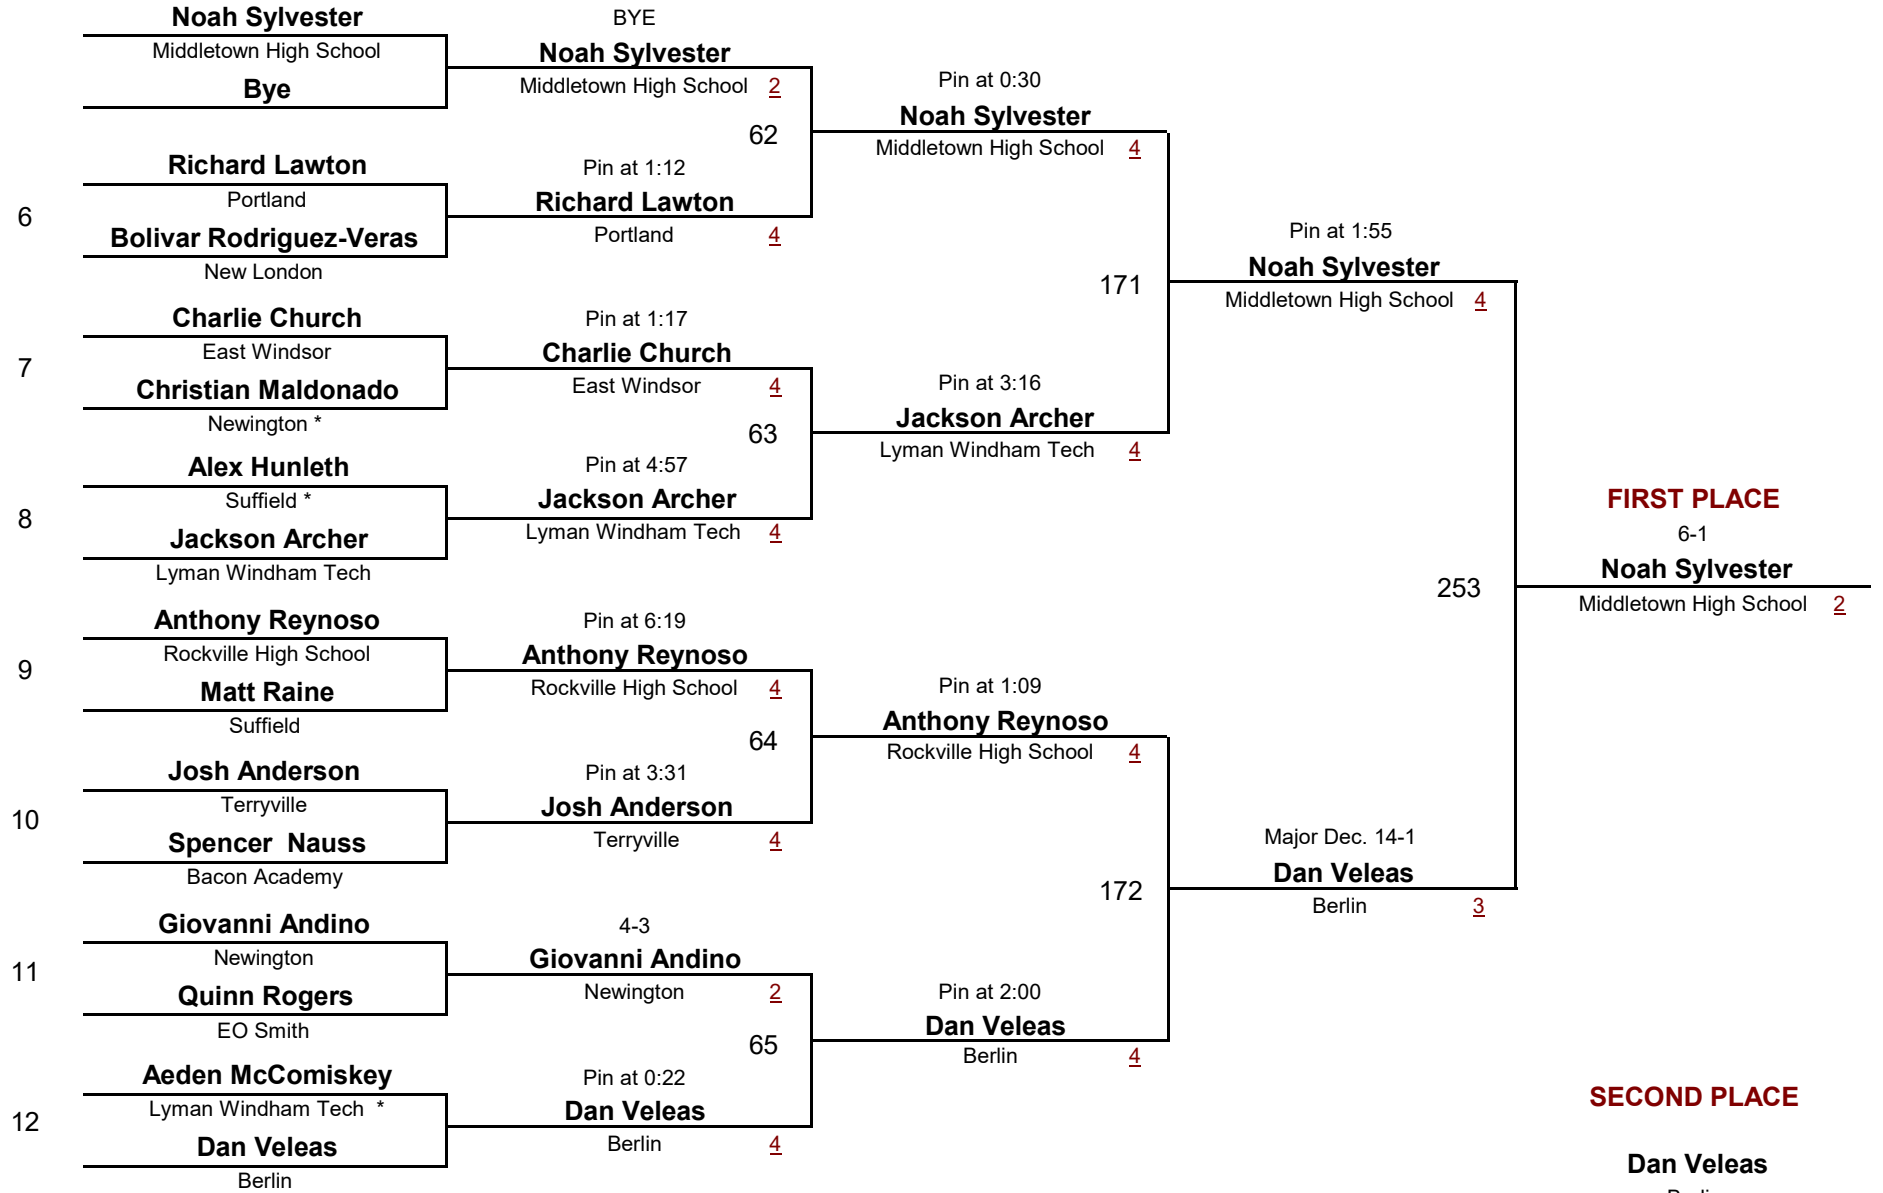 Noah Sylvester
Middletown High School
Bye
6
Richard Lawton
Portland
Bolivar Rodriguez-Veras
New London
7
Charlie Church
East Windsor
Christian Maldonado
Newington *
8
Alex Hunleth
Suffield *
Jackson Archer
Lyman Windham Tech
9
Anthony Reynoso
Rockville High School
Matt Raine
Suffield
10
Josh Anderson
Terryville
Spencer  Nauss
Bacon Academy
11
Giovanni Andino
Newington
Quinn Rogers
EO Smith
12
Aeden McComiskey
Lyman Windham Tech  *
Dan Veleas
Berlin
BYE
Noah Sylvester
Middletown High School 2
62
Pin at 1:12
Richard Lawton
Portland 4
Pin at 1:17
Charlie Church
East Windsor 4
63
Pin at 4:57
Jackson Archer
Lyman Windham Tech 4
Pin at 6:19
Anthony Reynoso
Rockville High School 4
64
Pin at 3:31
Josh Anderson
Terryville 4
4-3
Giovanni Andino
Newington 2
65
Pin at 0:22
Dan Veleas
Berlin 4
Pin at 0:30
Noah Sylvester
Middletown High School 4
171
Pin at 3:16
Jackson Archer
Lyman Windham Tech 4
Pin at 1:09
Anthony Reynoso
Rockville High School 4
172
Pin at 2:00
Dan Veleas
Berlin 4
Pin at 1:55
Noah Sylvester
Middletown High School 4
253
Major Dec. 14-1
Dan Veleas
Berlin 3
FIRST PLACE
6-1
Noah Sylvester
Middletown High School 2
SECOND PLACE
Dan Veleas